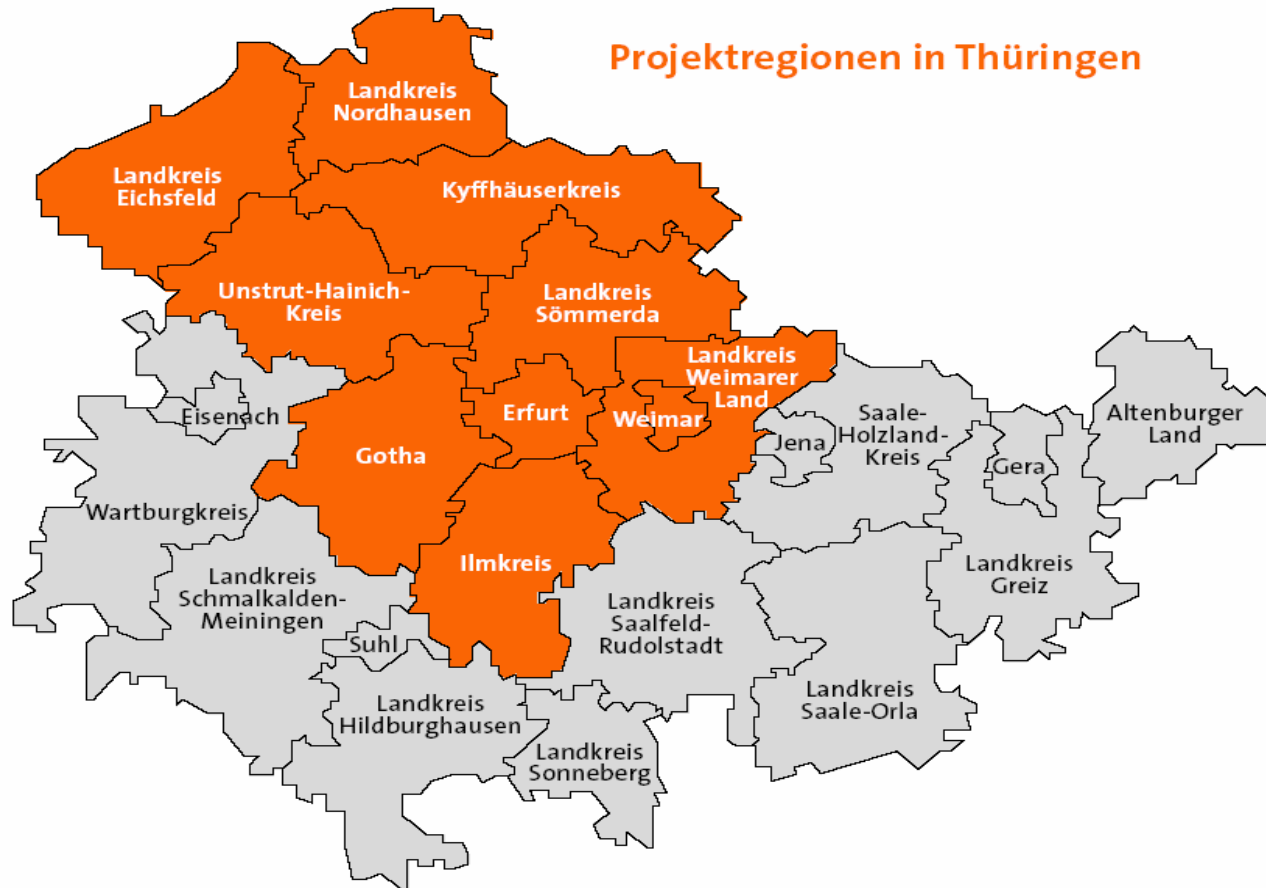 Projektregionen in Thüringen
Landkreis
Nordhausen
Landkreis
Eichsfeld
Kyffhäuserkreis
Unstrut-Hainich-
Kreis
Landkreis
Sömmerda
Landkreis
Weimarer
Land
Eisenach
Erfurt
Weimar
Gotha
Jena
Saale-
Holzland-
Kreis
Gera
Altenburger
Land
Wartburgkreis
Ilmkreis
Landkreis
Schmalkalden-
Meiningen
Landkreis
Saalfeld-
Rudolstadt
Landkreis
Greiz
Suhl
Landkreis
Hildburghausen
Landkreis
Saale-Orla
Landkreis
Sonneberg